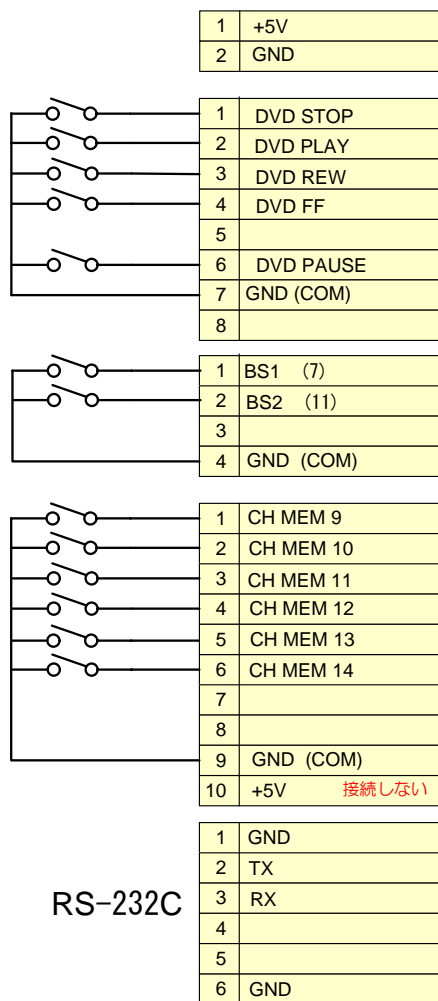 1 +5V
2 GND
1 DVD STOP
2 DVD PLAY
3 DVD REW
4 DVD FF
5
6 DVD PAUSE
7 GND (COM)
8
1 BS1 (7)
2 BS2 (11)
3
4 GND (COM)
1 CH MEM 9
2 CH MEM 10
3 CH MEM 11
4 CH MEM 12
5 CH MEM 13
6 CH MEM 14
7
8
9 GND (COM)
10 +5V 接続しない
1 GND
2 TX
RS-232C 3 RX
4
5
6 GND